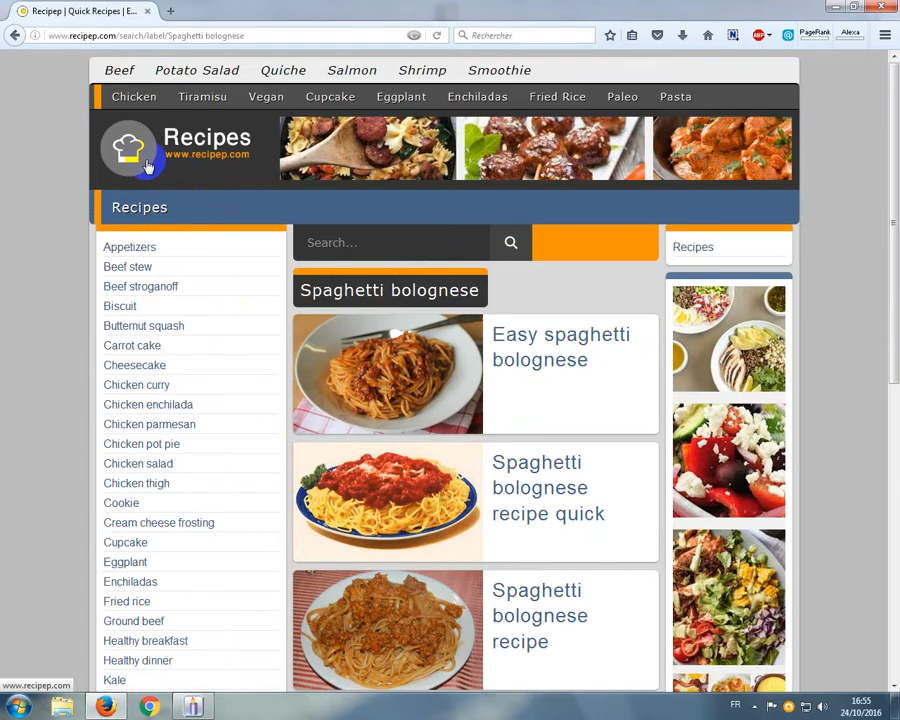 Recipep | Quick Recipes | E...
www.recipep.com/search/label/Spaghetti bolognese
Rechercher
ABP
PageRank
Alexa
Beef Potato Salad Quiche Salmon Shrimp Smoothie
Chicken Tiramisu Vegan Cupcake Eggplant Enchiladas Fried Rice Paleo Pasta
Recipes
www.recipep.com
Recipes
Search...
Recipes
Spaghetti bolognese
Easy spaghetti
bolognese
Spaghetti
bolognese
recipe quick
Spaghetti
bolognese
recipe
Appetizers
Beef stew
Beef stroganoff
Biscuit
Butternut squash
Carrot cake
Cheesecake
Chicken curry
Chicken enchilada
Chicken parmesan
Chicken pot pie
Chicken salad
Chicken thigh
Cookie
Cream cheese frosting
Cupcake
Eggplant
Enchiladas
Fried rice
Ground beef
Healthy breakfast
Healthy dinner
Kale
www.recipep.com
FR
16:55
24/10/2016